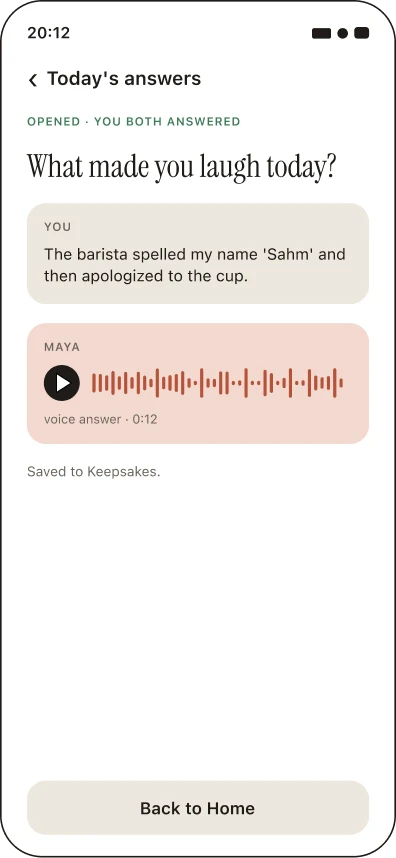 20:12
Today's answers
OPENED · YOU BOTH ANSWERED
What made you laugh today?
YOU
The barista spelled my name 'Sahm' and
then apologized to the cup.
MAYA
voice answer · 0:12
Saved to Keepsakes.
Back to Home